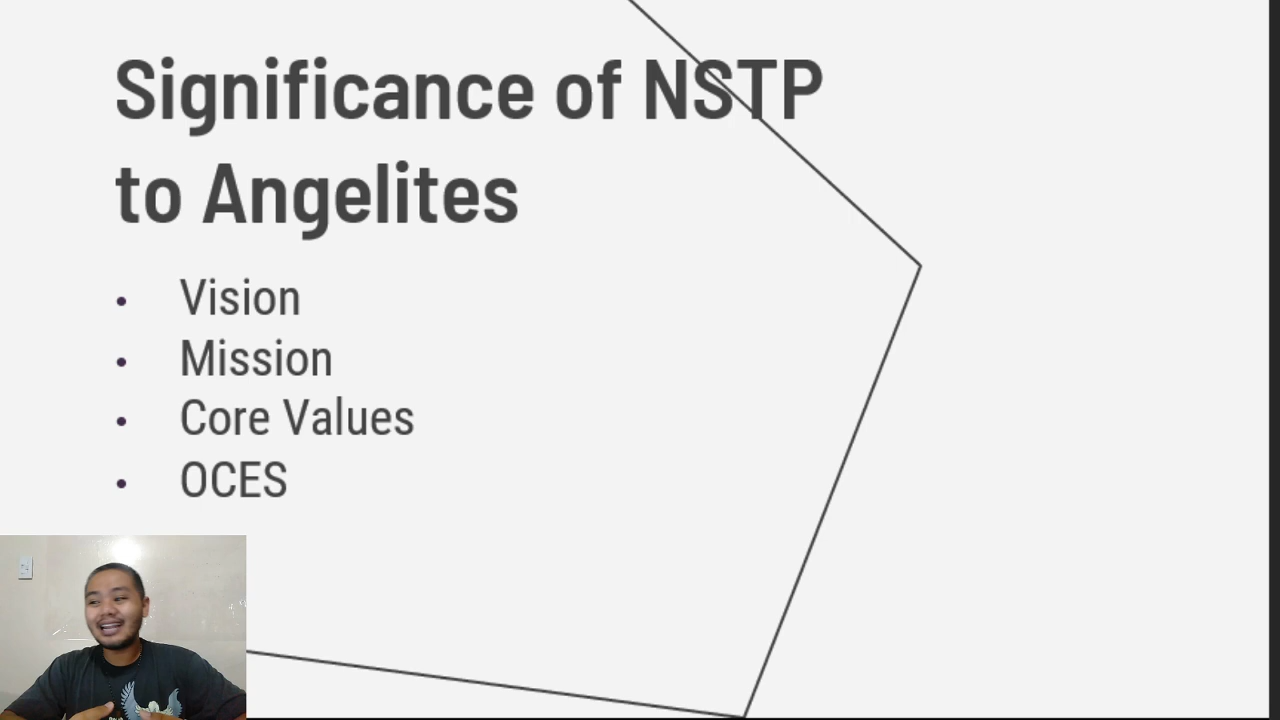 Significance of NSTP
to Angelites
• Vision
• Mission
• Core Values
• OCES